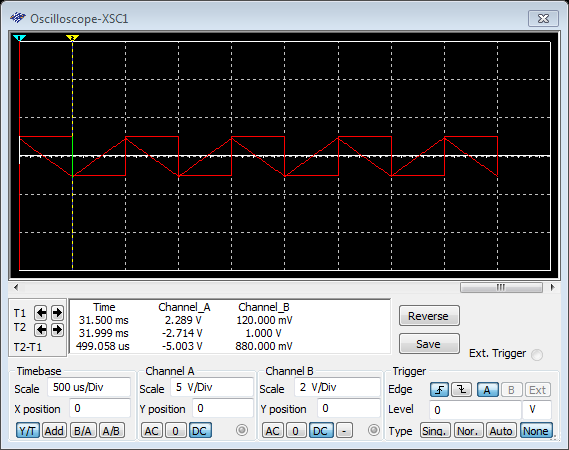 Oscilloscope-XSC1
1 2
T1
T2
T2-T1
Time Channel_A Channel_B
31.500 ms 2.289 V 120.000 mV
31.999 ms -2.714 V 1.000 V
499.058 us -5.003 V 880.000 mV
Reverse
Save
Ext. Trigger
Timebase
Scale 500 us/Div
X position 0
Y/T Add B/A A/B
Channel A
Scale 5 V/Div
Y position 0
AC 0 DC
Channel B
Scale 2 V/Div
Y position 0
AC 0 DC -
Trigger
Edge A B Ext
Level 0 V
Type Sing. Nor. Auto None